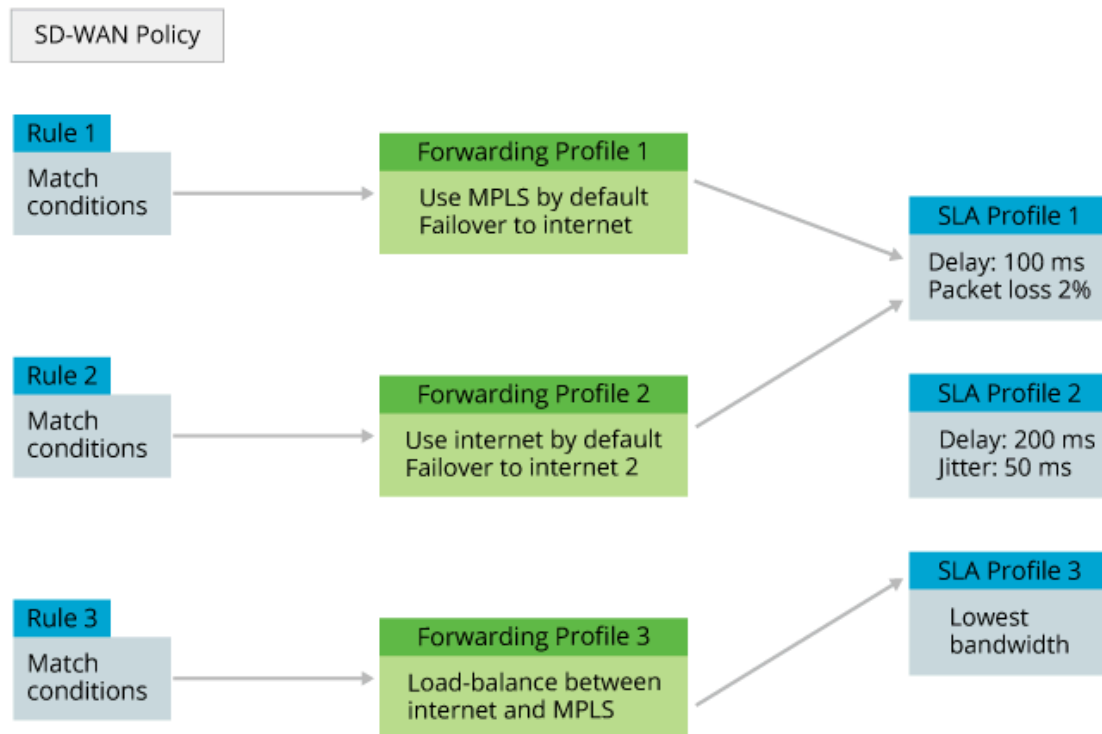 SD-WAN Policy
Rule 1
Match
conditions
Forwarding Profile 1
Use MPLS by default
Failover to internet
SLA Profile 1
Delay: 100 ms
Packet loss 2%
Rule 2
Match
conditions
Forwarding Profile 2
Use internet by default
Failover to internet 2
SLA Profile 2
Delay: 200 ms
Jitter: 50 ms
Rule 3
Match
conditions
Forwarding Profile 3
Load-balance between
internet and MPLS
SLA Profile 3
Lowest
bandwidth